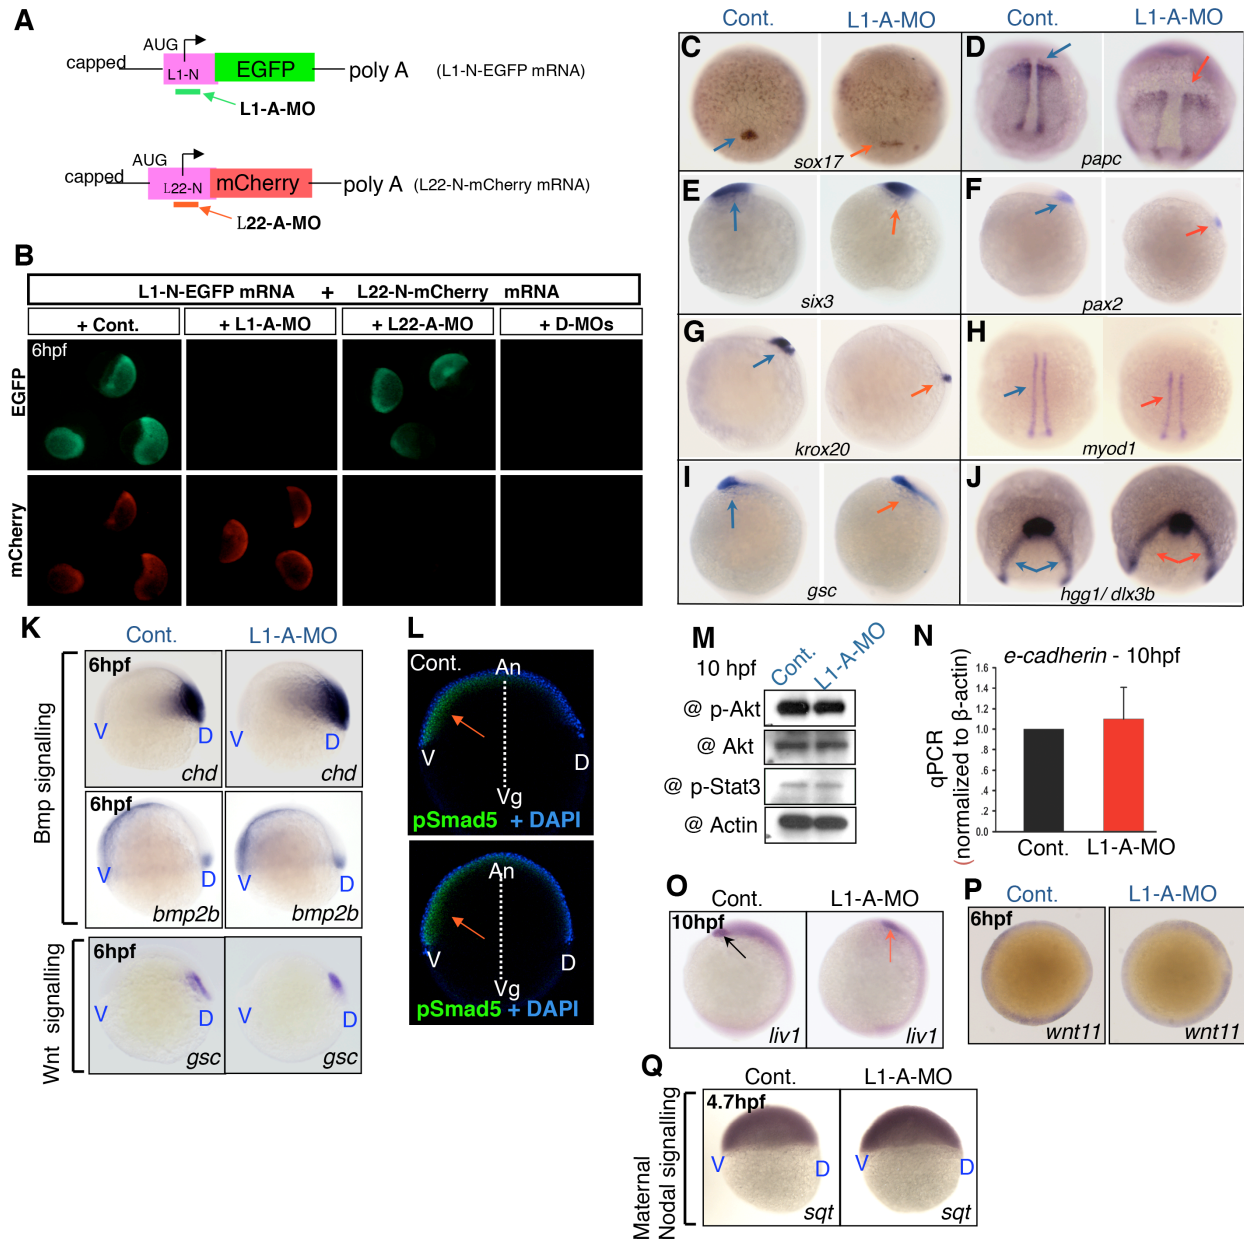 A
AUG
capped
L1-N
EGFP
poly A
(L1-N-EGFP mRNA)
L1-A-MO
AUG
capped
L22-N
mCherry
poly A
(L22-N-mCherry mRNA)
L22-A-MO
B
L1-N-EGFP mRNA + L22-N-mCherry mRNA
+ Cont.
+ L1-A-MO
+ L22-A-MO
+ D-MOs
6hpf
EGFP
mCherry
Cont.
L1-A-MO
Cont.
L1-A-MO
C
sox17
D
papc
E
six3
F
pax2
G
krox20
H
myod1
I
gsc
J
hgg1/ dlx3b
K
Cont.
L1-A-MO
Bmp signalling
6hpf
V
D
chd
V
D
chd
6hpf
V
D
bmp2b
V
D
bmp2b
Wnt signalling
6hpf
V
D
gsc
V
D
gsc
L
Cont.
An
V
D
Vg
pSmad5 + DAPI
An
V
D
Vg
pSmad5 + DAPI
M
10 hpf
Cont.
L1-A-MO
@ p-Akt
@ Akt
@ p-Stat3
@ Actin
N
e-cadherin - 10hpf
qPCR
(normalized to β-actin)
1.6
1.4
1.2
1.0
.8
.6
.4
.2
0.0
Cont.
L1-A-MO
O
Cont.
L1-A-MO
10hpf
liv1
liv1
P
Cont.
L1-A-MO
6hpf
wnt11
wnt11
Q
Cont.
L1-A-MO
Maternal
Nodal signalling
4.7hpf
V
D
sqt
V
D
sqt